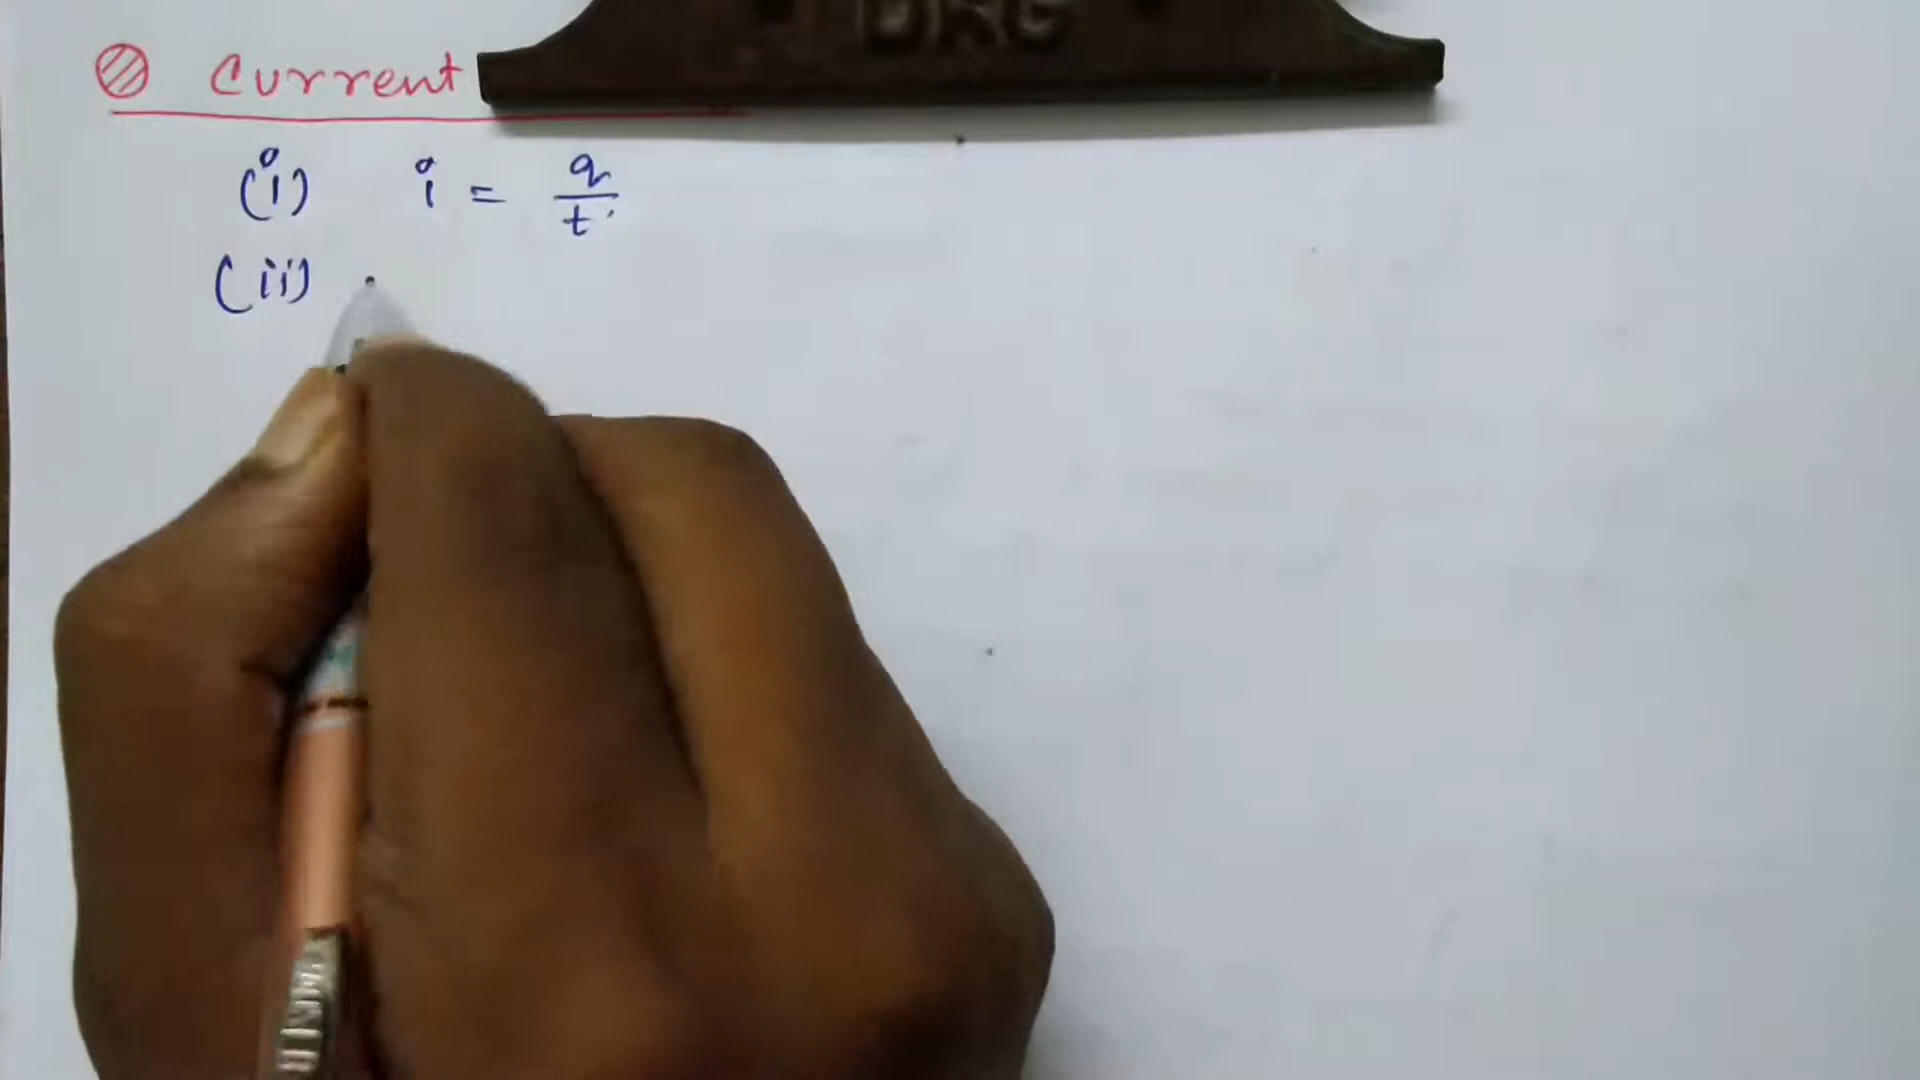 Current
(i) i = q/t
(ii)